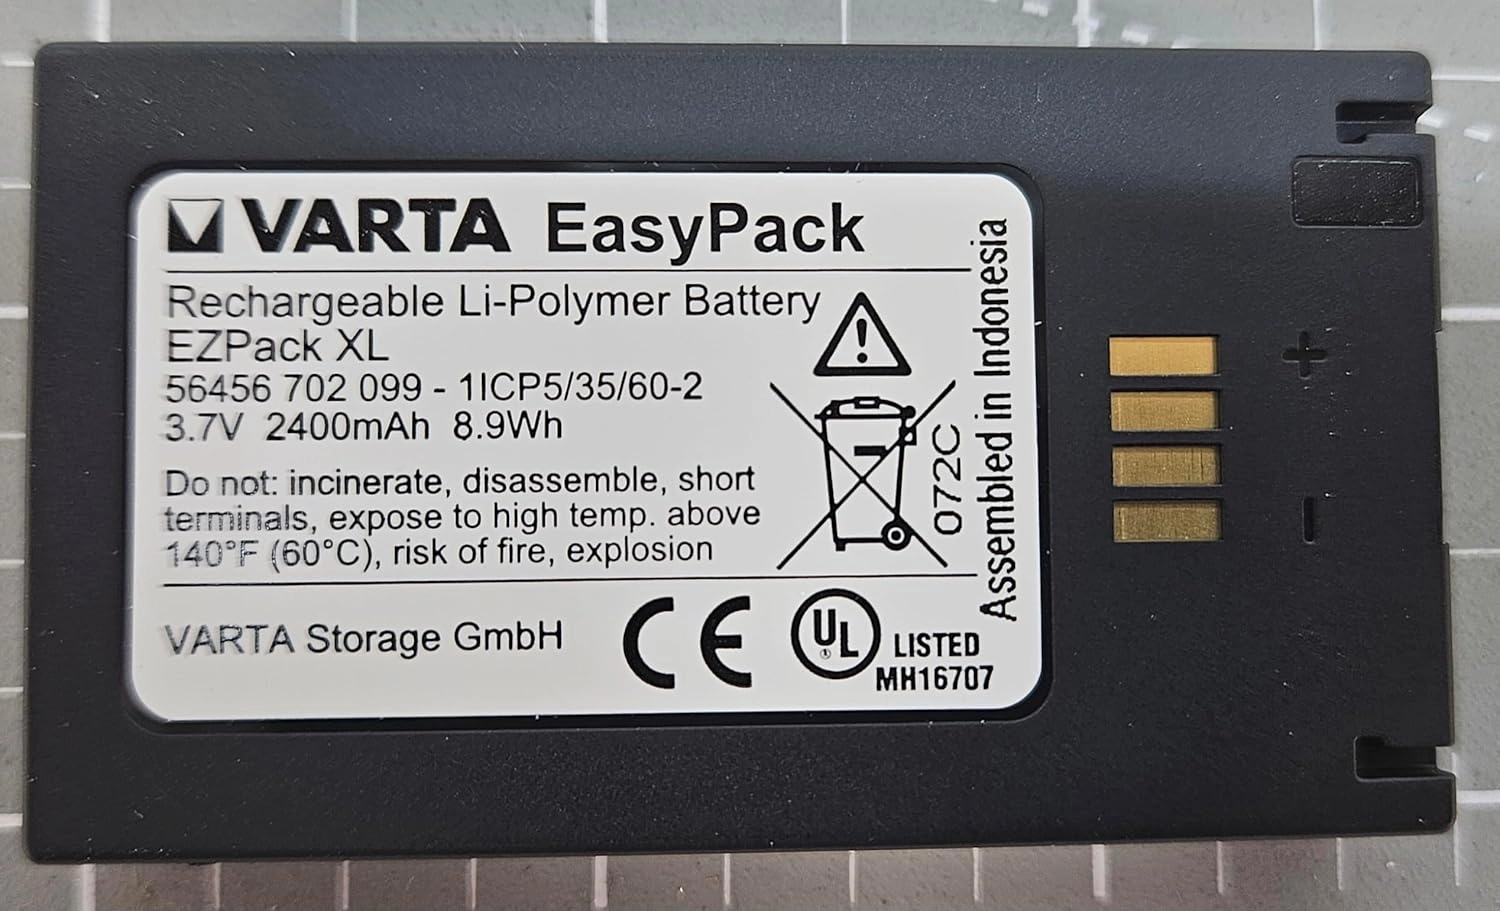 VARTA EasyPack
Rechargeable Li-Polymer Battery
EZPack XL
56456 702 099 - 1ICP5/35/60-2
3.7V 2400mAh 8.9Wh
Do not: incinerate, disassemble, short
terminals, expose to high temp. above
140°F (60°C), risk of fire, explosion
VARTA Storage GmbH
CE
UL
LISTED
MH16707
072C
Assembled in Indonesia
+
-